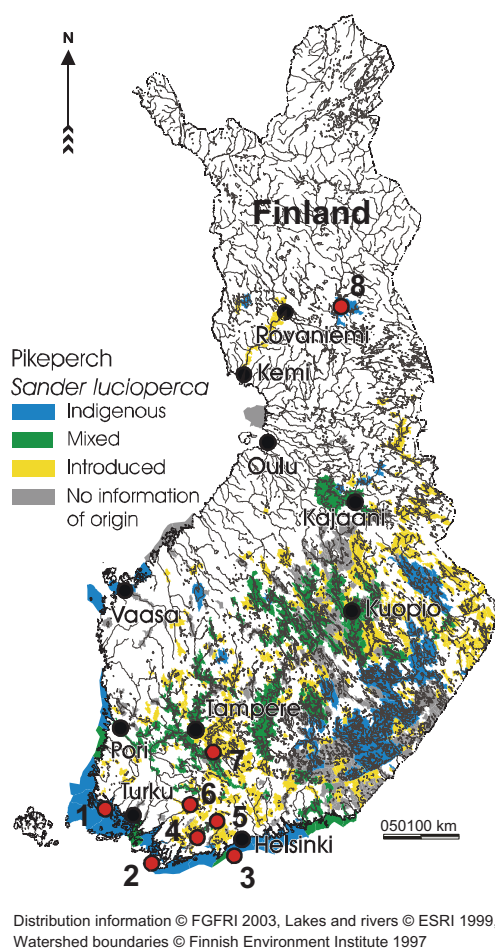 N
Finland
8
Rovaniemi
Kemi
Pikeperch
Sander lucioperca
Indigenous
Mixed
Introduced
No information
of origin
Oulu
Kajaani
Vaasa
Kuopio
Tampere
Pori
7
Turku
6
1
5
4
Helsinki
2
3
050100 km
Distribution information © FGFRI 2003, Lakes and rivers © ESRI 1999
Watershed boundaries © Finnish Environment Institute 1997